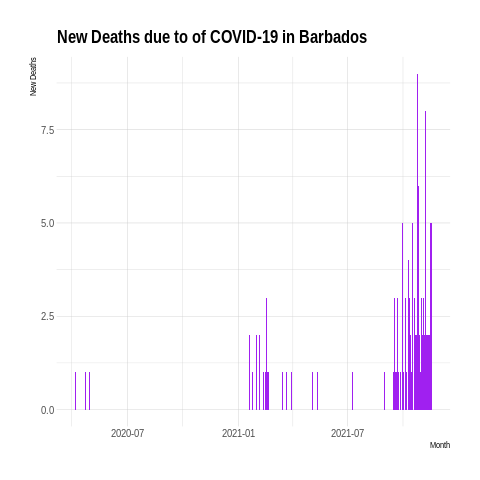 New Deaths due to of COVID-19 in Barbados
New Deaths
7.5
5.0
2.5
0.0
2020-07 2021-01 2021-07
Month